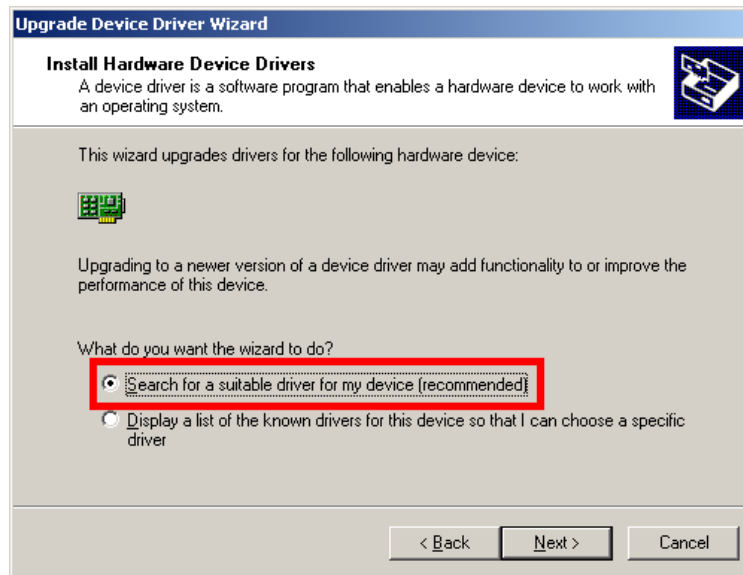 Upgrade Device Driver Wizard
Install Hardware Device Drivers
A device driver is a software program that enables a hardware device to work with
an operating system.
This wizard upgrades drivers for the following hardware device:
Upgrading to a newer version of a device driver may add functionality to or improve the
performance of this device.
What do you want the wizard to do?
Search for a suitable driver for my device (recommended)
Display a list of the known drivers for this device so that I can choose a specific
driver
< Back
Next >
Cancel